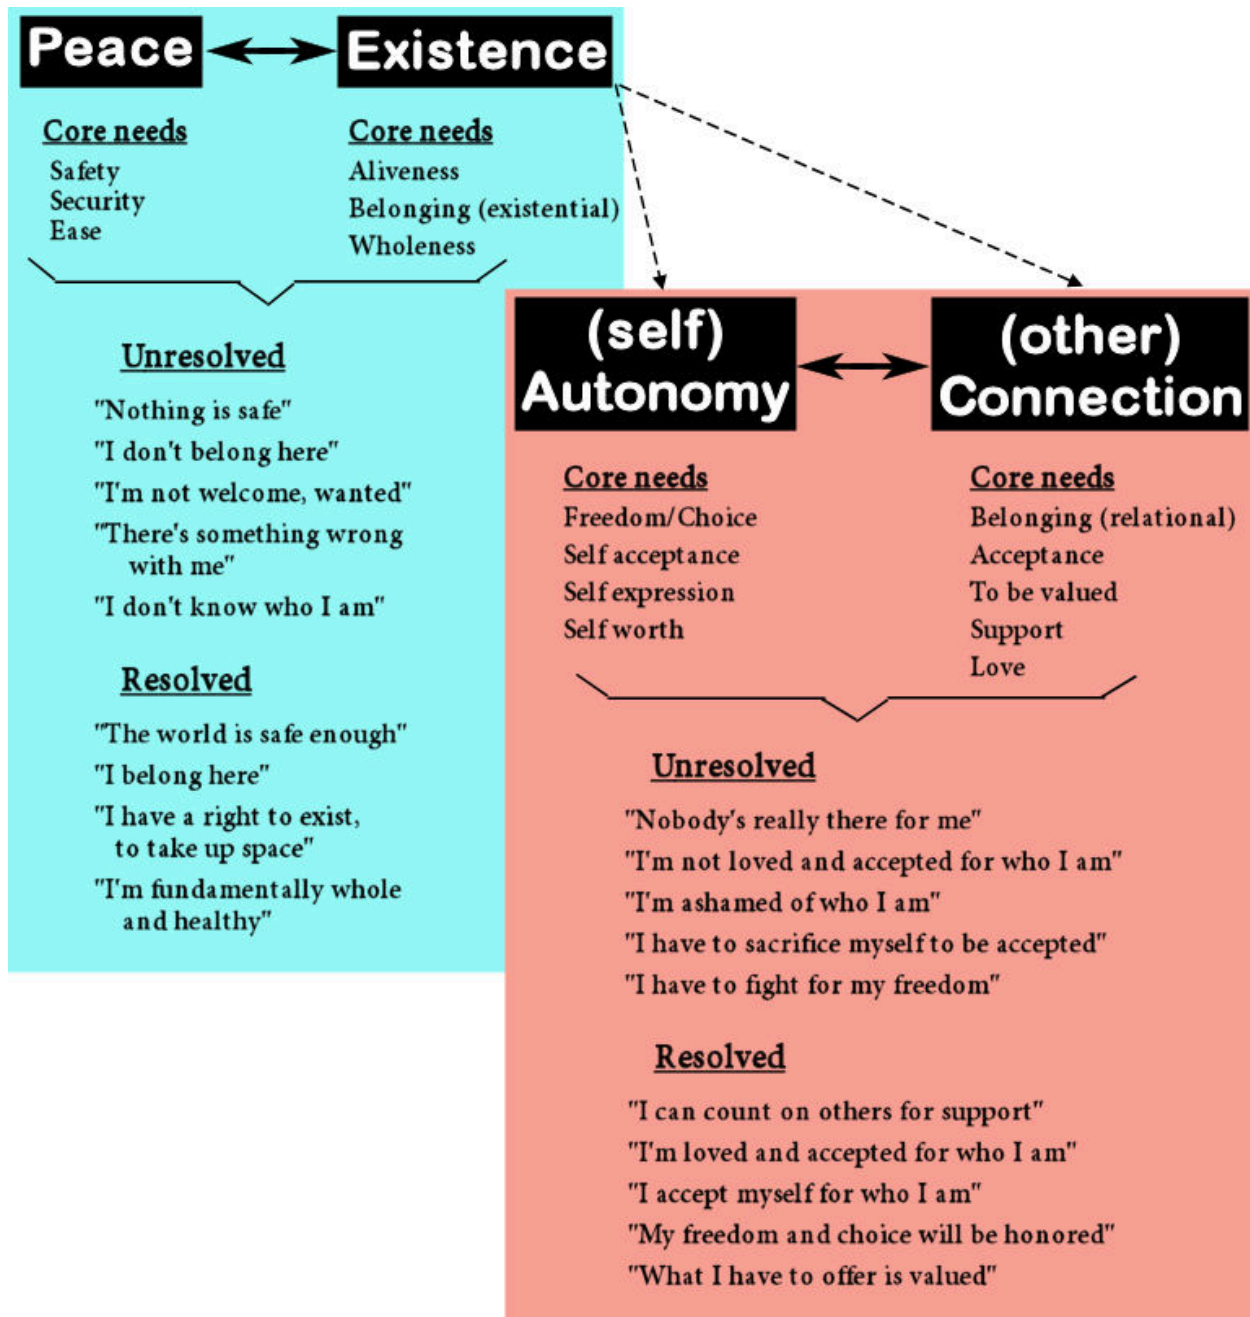 Peace
Existence
Core needs
Safety
Security
Ease
Core needs
Aliveness
Belonging (existential)
Wholeness
Unresolved
"Nothing is safe"
"I don't belong here"
"I'm not welcome, wanted"
"There's something wrong
with me"
"I don't know who I am"
Resolved
"The world is safe enough"
"I belong here"
"I have a right to exist,
to take up space"
"I'm fundamentally whole
and healthy"
(self)
Autonomy
(other)
Connection
Core needs
Freedom/Choice
Self acceptance
Self expression
Self worth
Core needs
Belonging (relational)
Acceptance
To be valued
Support
Love
Unresolved
"Nobody's really there for me"
"I'm not loved and accepted for who I am"
"I'm ashamed of who I am"
"I have to sacrifice myself to be accepted"
"I have to fight for my freedom"
Resolved
"I can count on others for support"
"I'm loved and accepted for who I am"
"I accept myself for who I am"
"My freedom and choice will be honored"
"What I have to offer is valued"